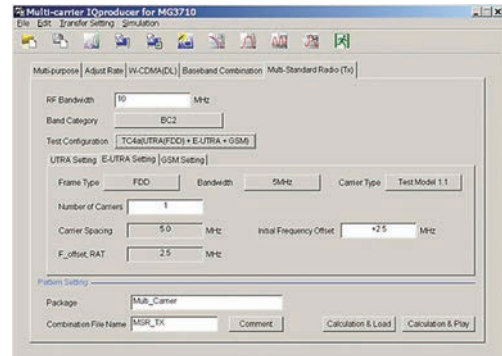 Multi-carrier IQproducer for MG3710
File Edit Transfer Setting Simulation
Multi-purpose Adjust Rate W-CDMA(DL) Baseband Combination Multi-Standard Radio (Tx)
RF Bandwidth 10 MHz
Band Category BC2
Test Configuration TC4a(UTRA(FDD) + E-UTRA + GSM)
UTRA Setting E-UTRA Setting GSM Setting
Frame Type FDD Bandwidth 5MHz Carrier Type Test Model 1.1
Number of Carriers 1
Carrier Spacing 5.0 MHz Initial Frequency Offset +2.5 MHz
F_offset, RAT 2.5 MHz
Pattern Setting
Package Multi_Carrier
Combination File Name MSR_TX Comment Calculation & Load Calculation & Play